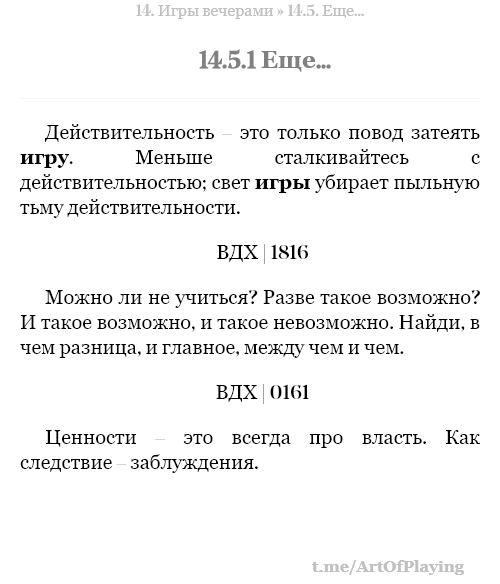 14. Игры вечерами » 14.5. Еще...
14.5.1 Еще...
Действительность – это только повод затеять
игру. Меньше сталкивайтесь с
действительностью; свет игры убирает пыльную
тьму действительности.
ВДХ | 1816
Можно ли не учиться? Разве такое возможно?
И такое возможно, и такое невозможно. Найди, в
чем разница, и главное, между чем и чем.
ВДХ | 0161
Ценности – это всегда про власть. Как
следствие – заблуждения.
t.me/ArtOfPlaying